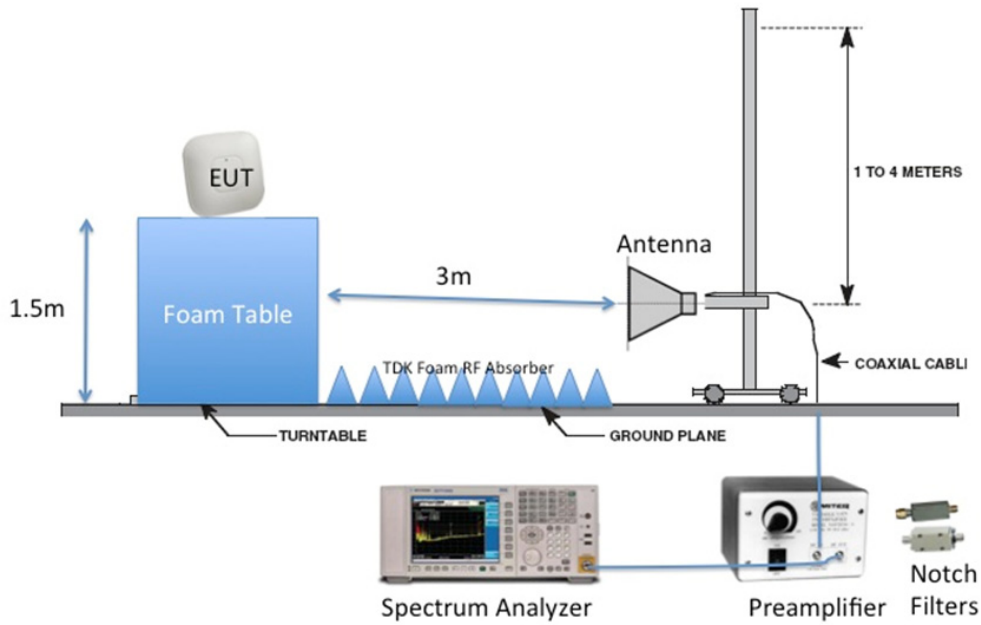 EUT
1 TO 4 METERS
Antenna
3m
1.5m
Foam Table
TDK Foam RF Absorber
COAXIAL CABLI
TURNTABLE
GROUND PLANE
MITEQ
Spectrum Analyzer
Preamplifier
Notch
Filters